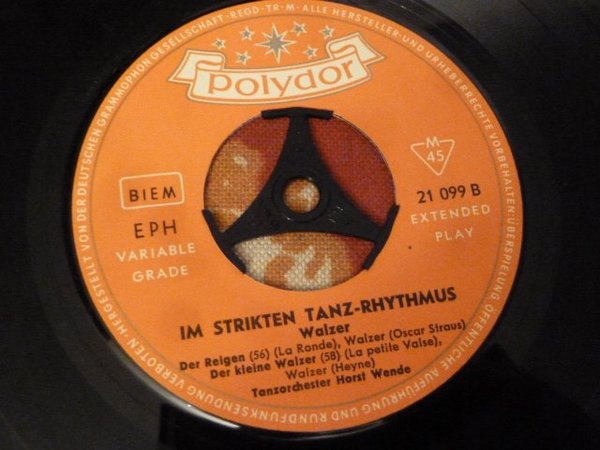 HERGESTELLT VON DER DEUTSCHEN GRAMMOPHON GESELLSCHAFT · REG-TR·M · ALLE HERSTELLER- UND URHEBERRECHTE VORBEHALTEN · ÜBERSPIELUNG, ÖFFENTLICHE AUFFÜHRUNG UND RUNDFUNKSENDUNG VERBOTEN·
polydor
M
45
BIEM
21 099 B
EPH
EXTENDED
PLAY
VARIABLE
GRADE
IM STRIKTEN TANZ-RHYTHMUS
Walzer
Der Reigen (56) (La Ronde), Walzer (Oscar Straus)
Der kleine Walzer (58) (La petite Valse),
Walzer (Heyne)
Tanzorchester Horst Wende